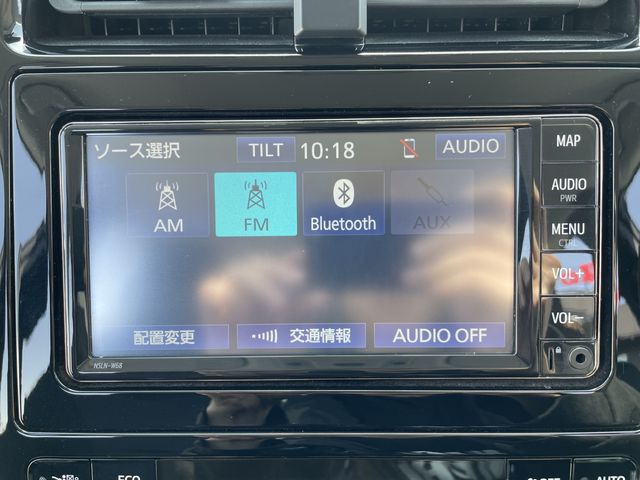 ソース選択 TILT 10:18 AUDIO
AM FM Bluetooth AUX
配置変更 交通情報 AUDIO OFF
NSLN-W68
MAP
AUDIO
PWR
MENU
CTRL
VOL+
VOL-
ECO
AUTO